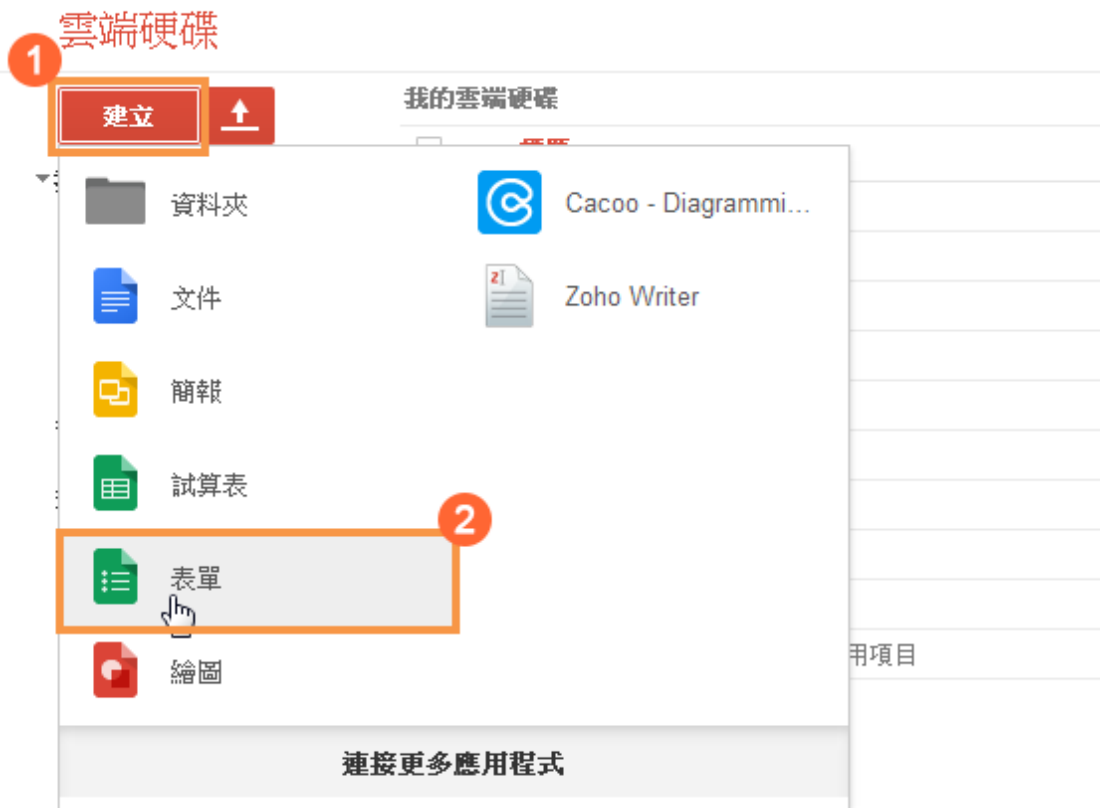 雲端硬碟
1
建立
我的雲端硬碟
資料夾
Cacoo - Diagrammi...
文件
Zoho Writer
簡報
試算表
2
表單
繪圖
用項目
連接更多應用程式